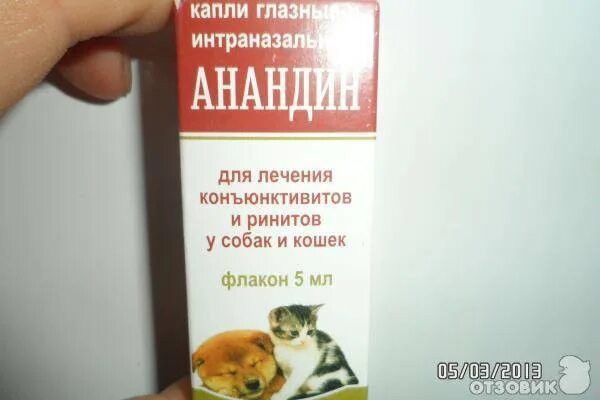 капли глазные и
интраназальные
АНАНДИН
для лечения
конъюнктивитов
и ринитов
у собак и кошек
флакон 5 мл
05/03/2013
ОТЗОВИК